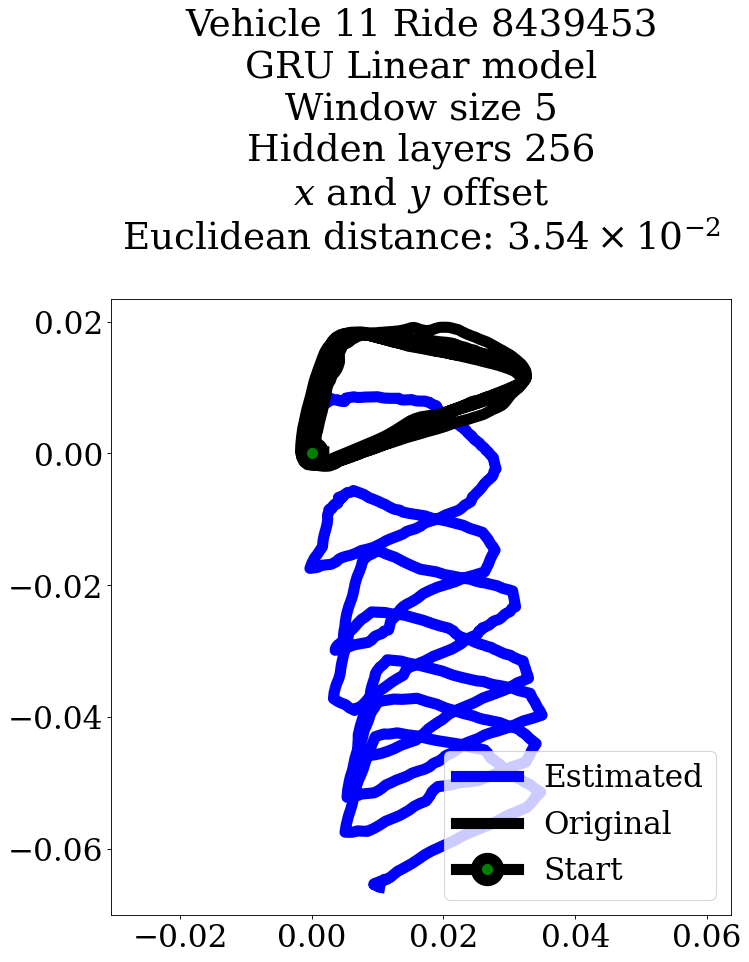 Vehicle 11 Ride 8439453
GRU Linear model
Window size 5
Hidden layers 256
x and y offset
Euclidean distance: 3.54 × 10⁻²
0.02
0.00
−0.02
−0.04
−0.06
Estimated
Original
Start
−0.02 0.00 0.02 0.04 0.06